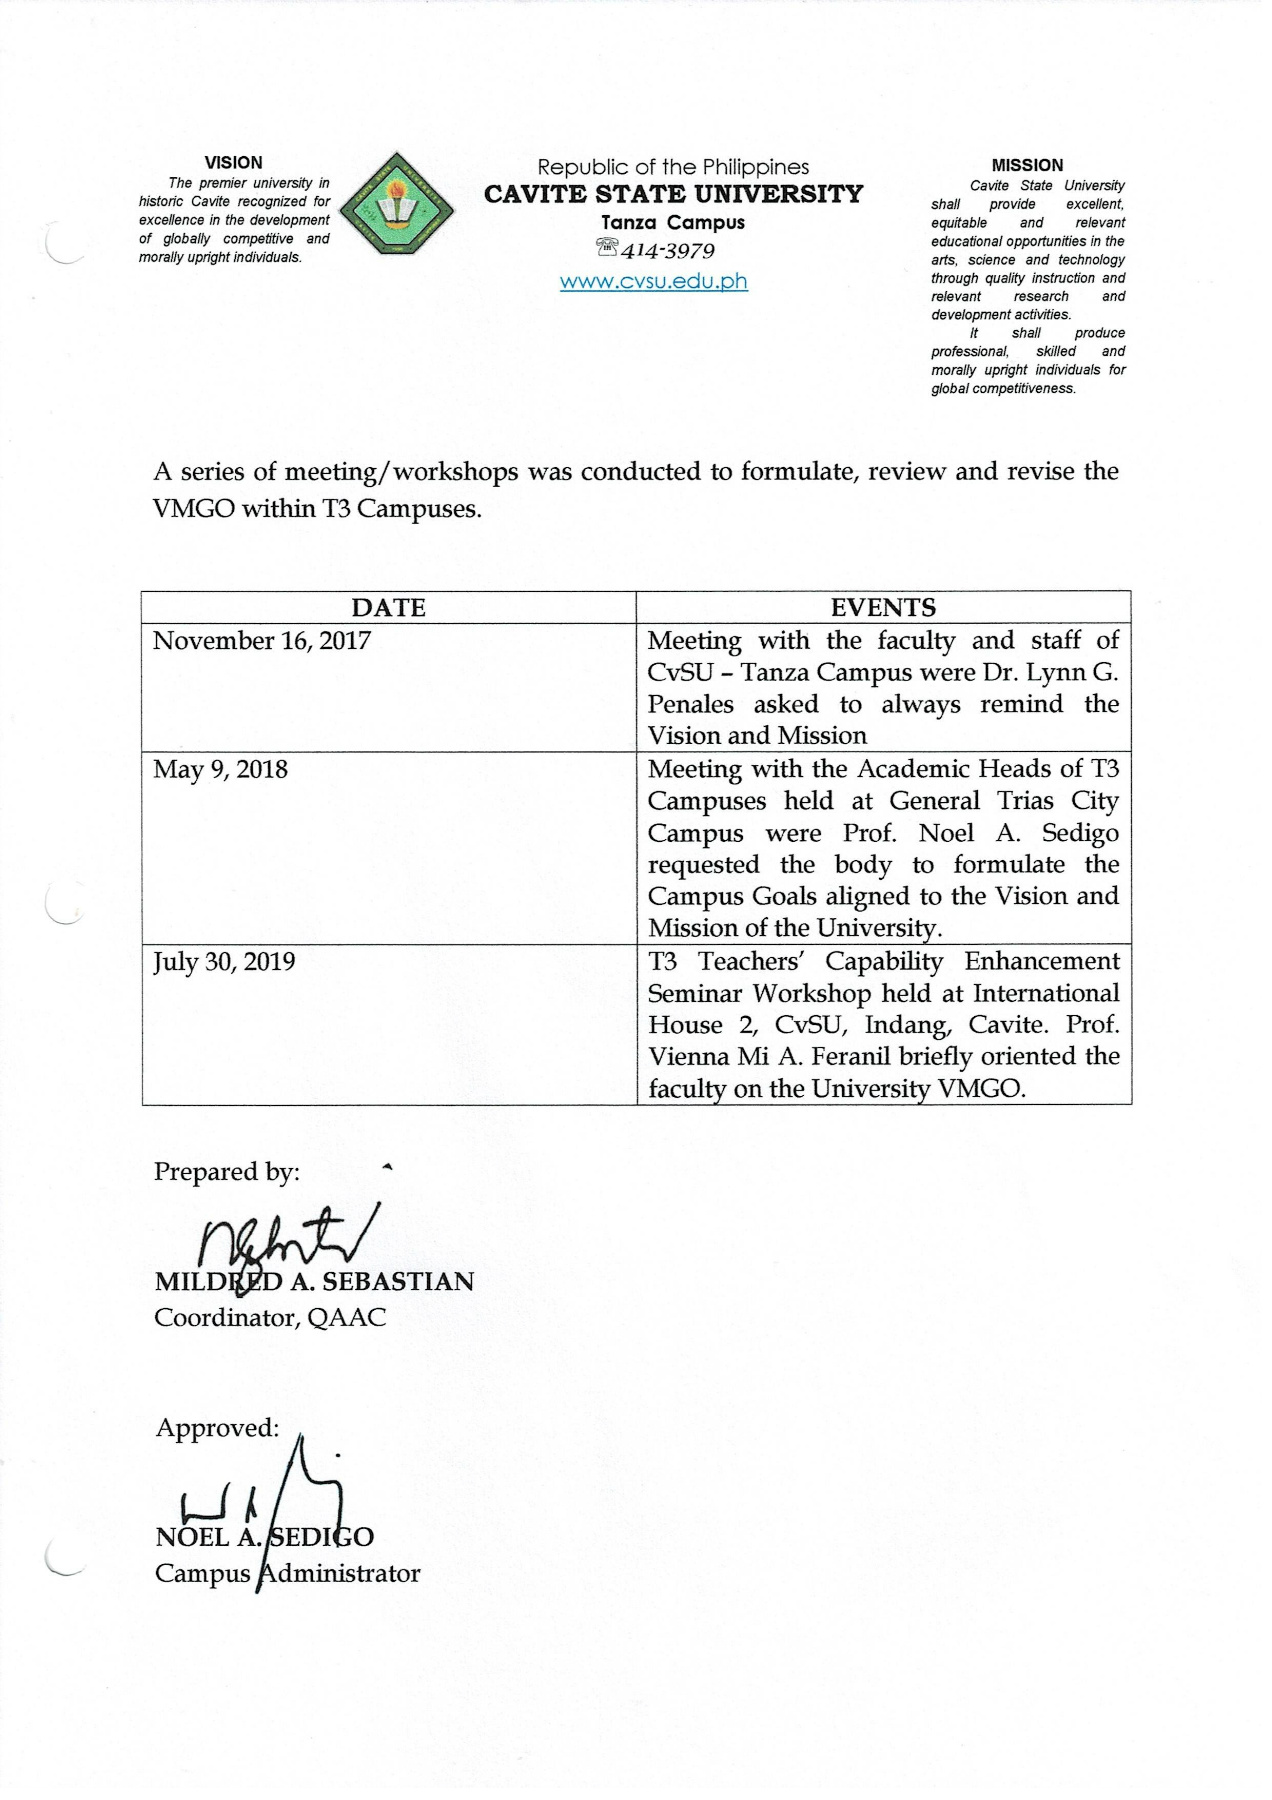 VISION
The premier university in
historic Cavite recognized for
excellence in the development
of globally competitive and
morally upright individuals.
Republic of the Philippines
CAVITE STATE UNIVERSITY
Tanza Campus
☏414-3979
www.cvsu.edu.ph
MISSION
Cavite State University
shall provide excellent,
equitable and relevant
educational opportunities in the
arts, science and technology
through quality instruction and
relevant research and
development activities.
It shall produce
professional, skilled and
morally upright individuals for
global competitiveness.
A series of meeting/workshops was conducted to formulate, review and revise the
VMGO within T3 Campuses.
DATE
EVENTS
November 16, 2017
Meeting with the faculty and staff of
CvSU – Tanza Campus were Dr. Lynn G.
Penales asked to always remind the
Vision and Mission
May 9, 2018
Meeting with the Academic Heads of T3
Campuses held at General Trias City
Campus were Prof. Noel A. Sedigo
requested the body to formulate the
Campus Goals aligned to the Vision and
Mission of the University.
July 30, 2019
T3 Teachers' Capability Enhancement
Seminar Workshop held at International
House 2, CvSU, Indang, Cavite. Prof.
Vienna Mi A. Feranil briefly oriented the
faculty on the University VMGO.
Prepared by:
MILDRED A. SEBASTIAN
Coordinator, QAAC
Approved:
NOEL A. SEDIGO
Campus Administrator